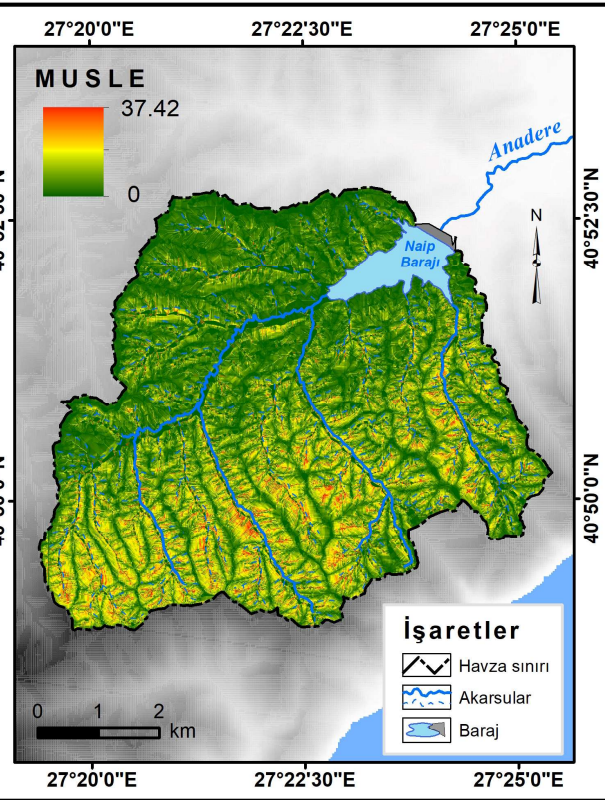 27°20'0"E 27°22'30"E 27°25'0"E
MUSLE
37.42
0
Anadere
N
40°52'30"N
Naip
Barajı
40°50'0"N
İşaretler
Havza sınırı
Akarsular
Baraj
0 1 2
km
27°20'0"E 27°22'30"E 27°25'0"E